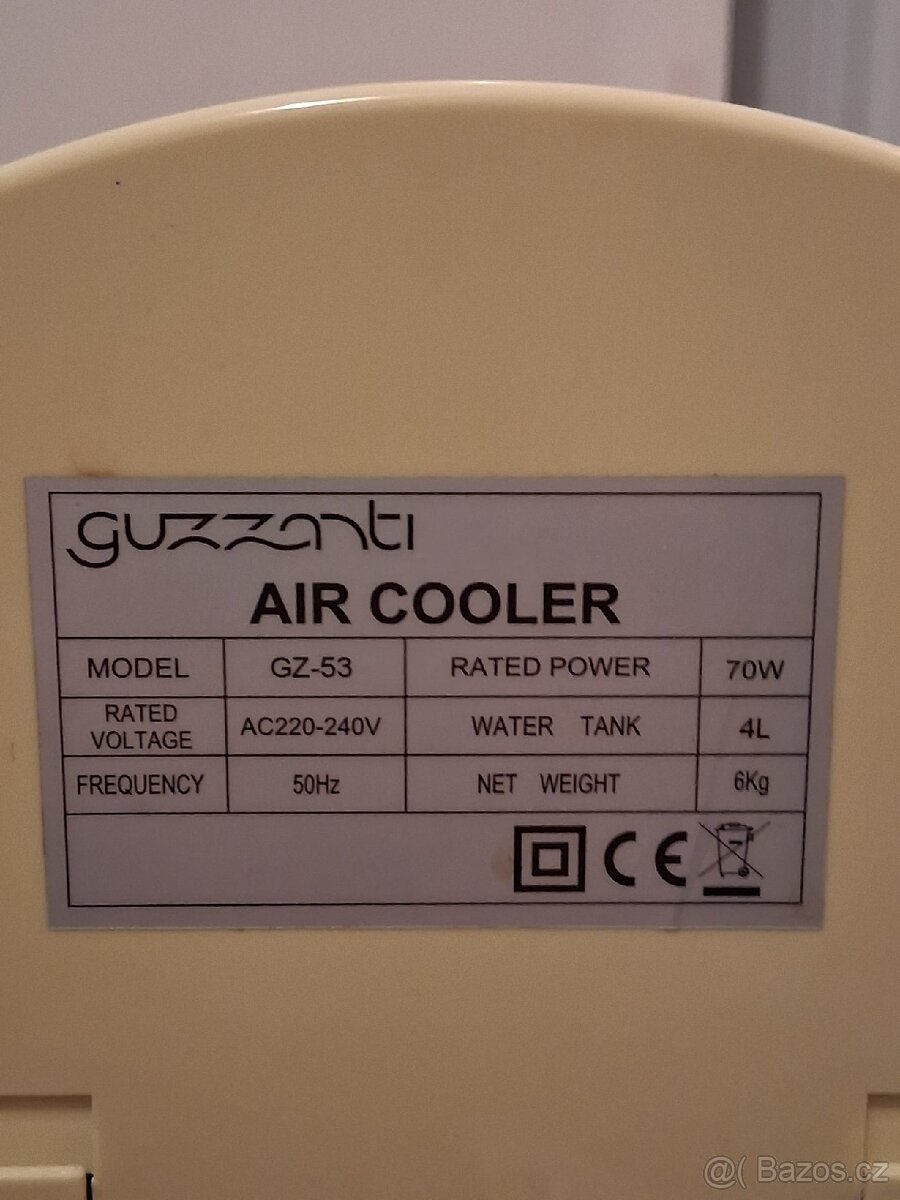 guzzanti
AIR COOLER
MODEL GZ-53 RATED POWER 70W
RATED VOLTAGE AC220-240V WATER TANK 4L
FREQUENCY 50Hz NET WEIGHT 6Kg
CE
@( Bazos.cz